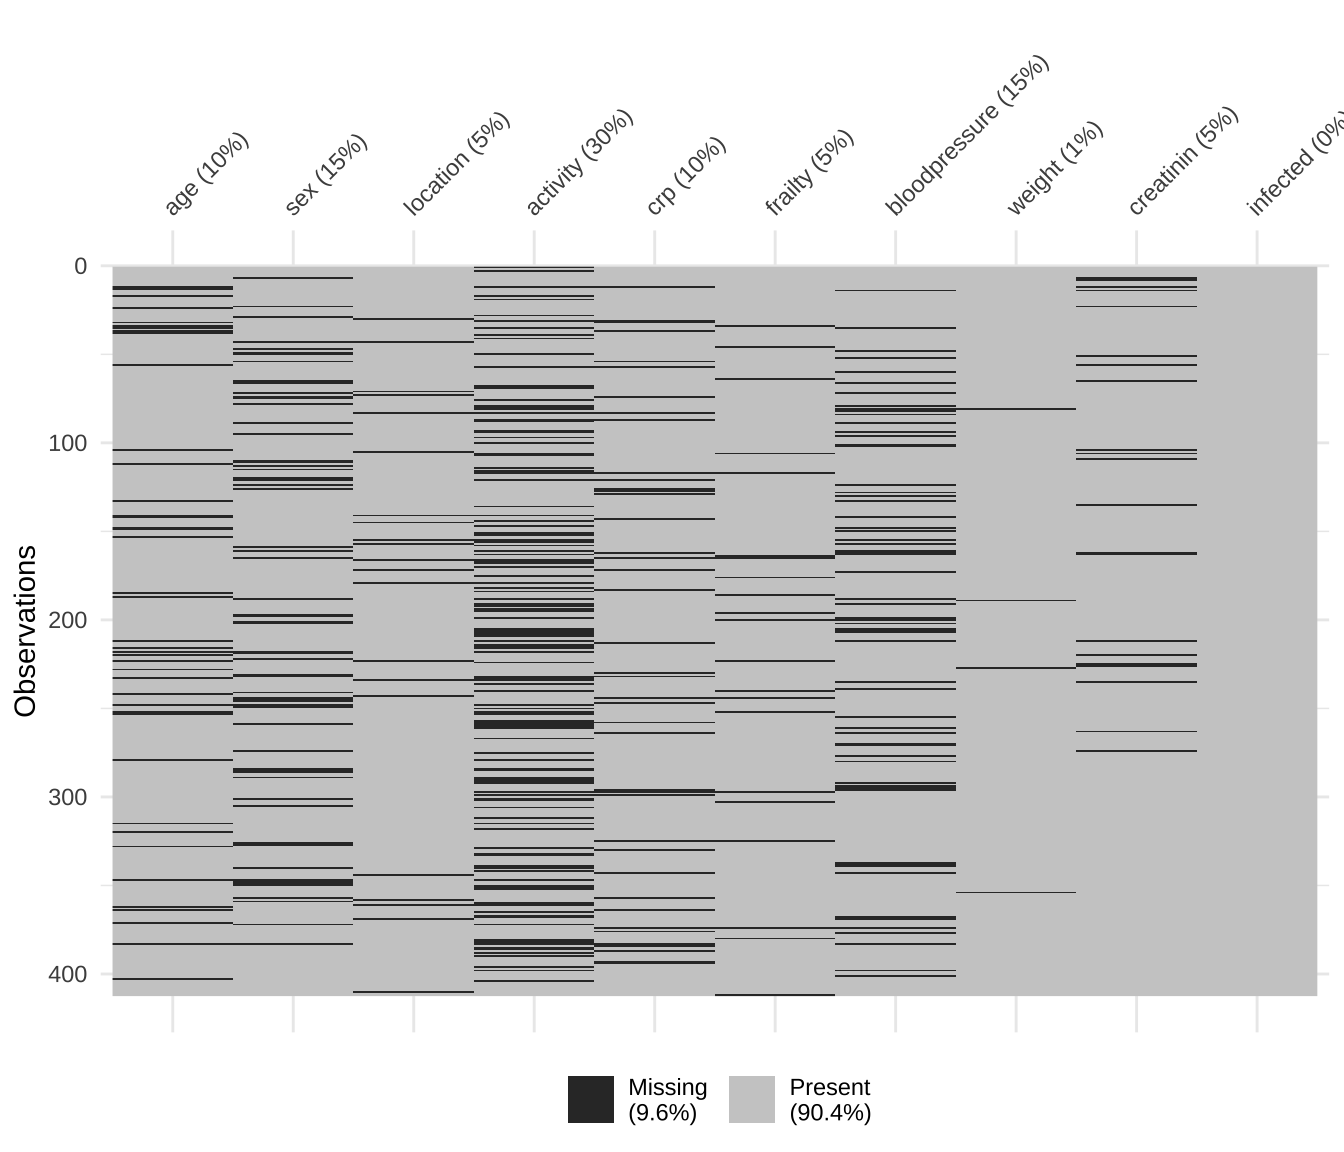 age (10%)
sex (15%)
location (5%)
activity (30%)
crp (10%)
frailty (5%)
bloodpressure (15%)
weight (1%)
creatinin (5%)
infected (0%
0
100
200
300
400
Observations
Missing
(9.6%)
Present
(90.4%)